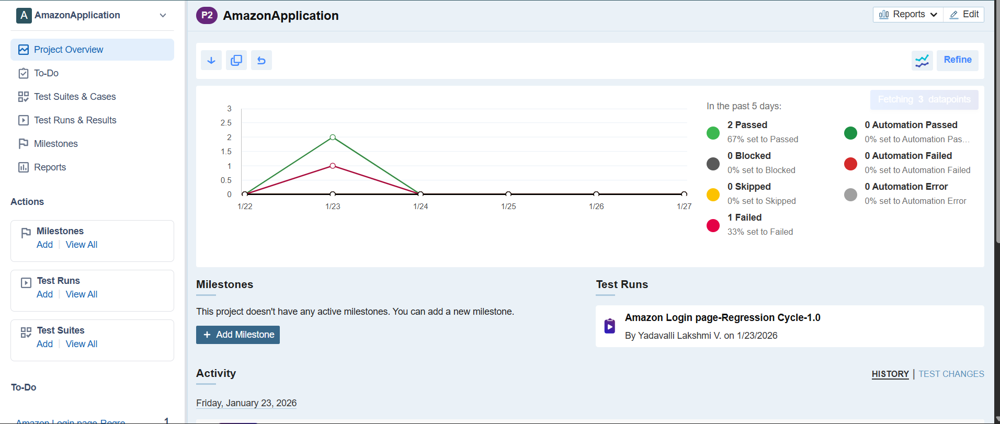 A AmazonApplication
Project Overview
To-Do
Test Suites & Cases
Test Runs & Results
Milestones
Reports
Actions
Milestones
Add | View All
Test Runs
Add | View All
Test Suites
Add | View All
To-Do
Amazon Login page-Regre 1
P2 AmazonApplication
Reports
Edit
Refine
Fetching 3 datapoints
3
2.5
2
1.5
1
0.5
0
1/22 1/23 1/24 1/25 1/26 1/27
In the past 5 days:
2 Passed
67% set to Passed
0 Blocked
0% set to Blocked
0 Skipped
0% set to Skipped
1 Failed
33% set to Failed
0 Automation Passed
0% set to Automation Pas...
0 Automation Failed
0% set to Automation Failed
0 Automation Error
0% set to Automation Error
Milestones
This project doesn't have any active milestones. You can add a new milestone.
+ Add Milestone
Test Runs
Amazon Login page-Regression Cycle-1.0
By Yadavalli Lakshmi V. on 1/23/2026
Activity
HISTORY | TEST CHANGES
Friday, January 23, 2026